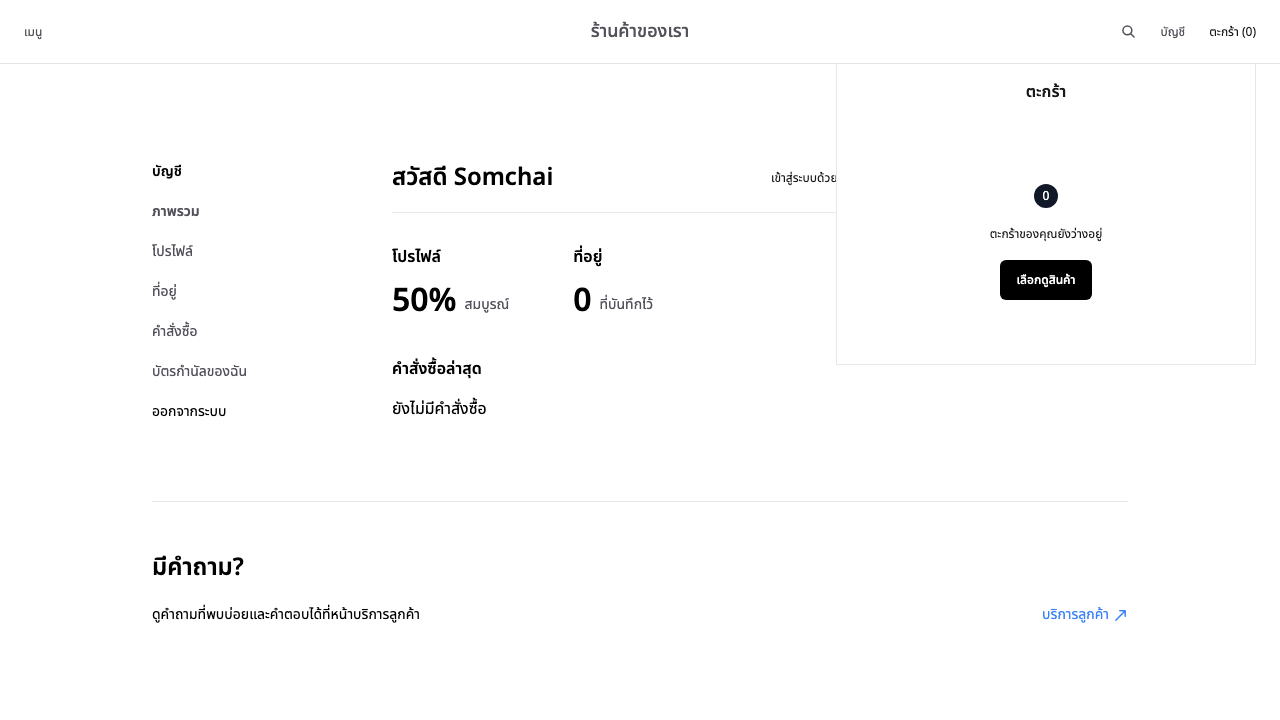 เมนู
ร้านค้าของเรา
บัญชี
ตะกร้า (0)
ตะกร้า
0
ตะกร้าของคุณยังว่างอยู่
เลือกดูสินค้า
บัญชี
ภาพรวม
โปรไฟล์
ที่อยู่
คำสั่งซื้อ
บัตรกำนัลของฉัน
ออกจากระบบ
สวัสดี Somchai
เข้าสู่ระบบด้วย
โปรไฟล์
50% สมบูรณ์
ที่อยู่
0 ที่บันทึกไว้
คำสั่งซื้อล่าสุด
ยังไม่มีคำสั่งซื้อ
มีคำถาม?
ดูคำถามที่พบบ่อยและคำตอบได้ที่หน้าบริการลูกค้า
บริการลูกค้า